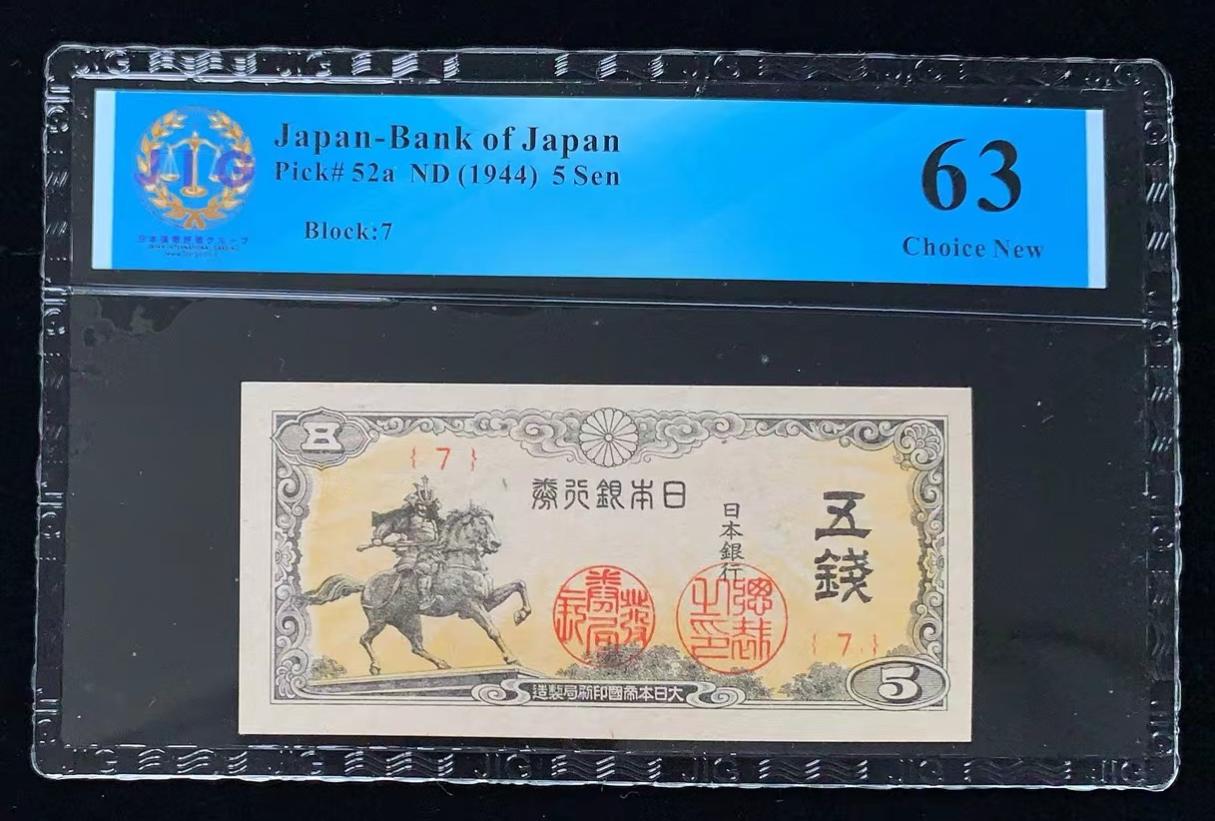 Japan-Bank of Japan
Pick# 52a ND (1944) 5 Sen
Block:7
63
Choice New
JIG
五
{ 7 }
券行銀本日
日本銀行
五錢
{ 7 }
造製局刷印國帝本日大
5